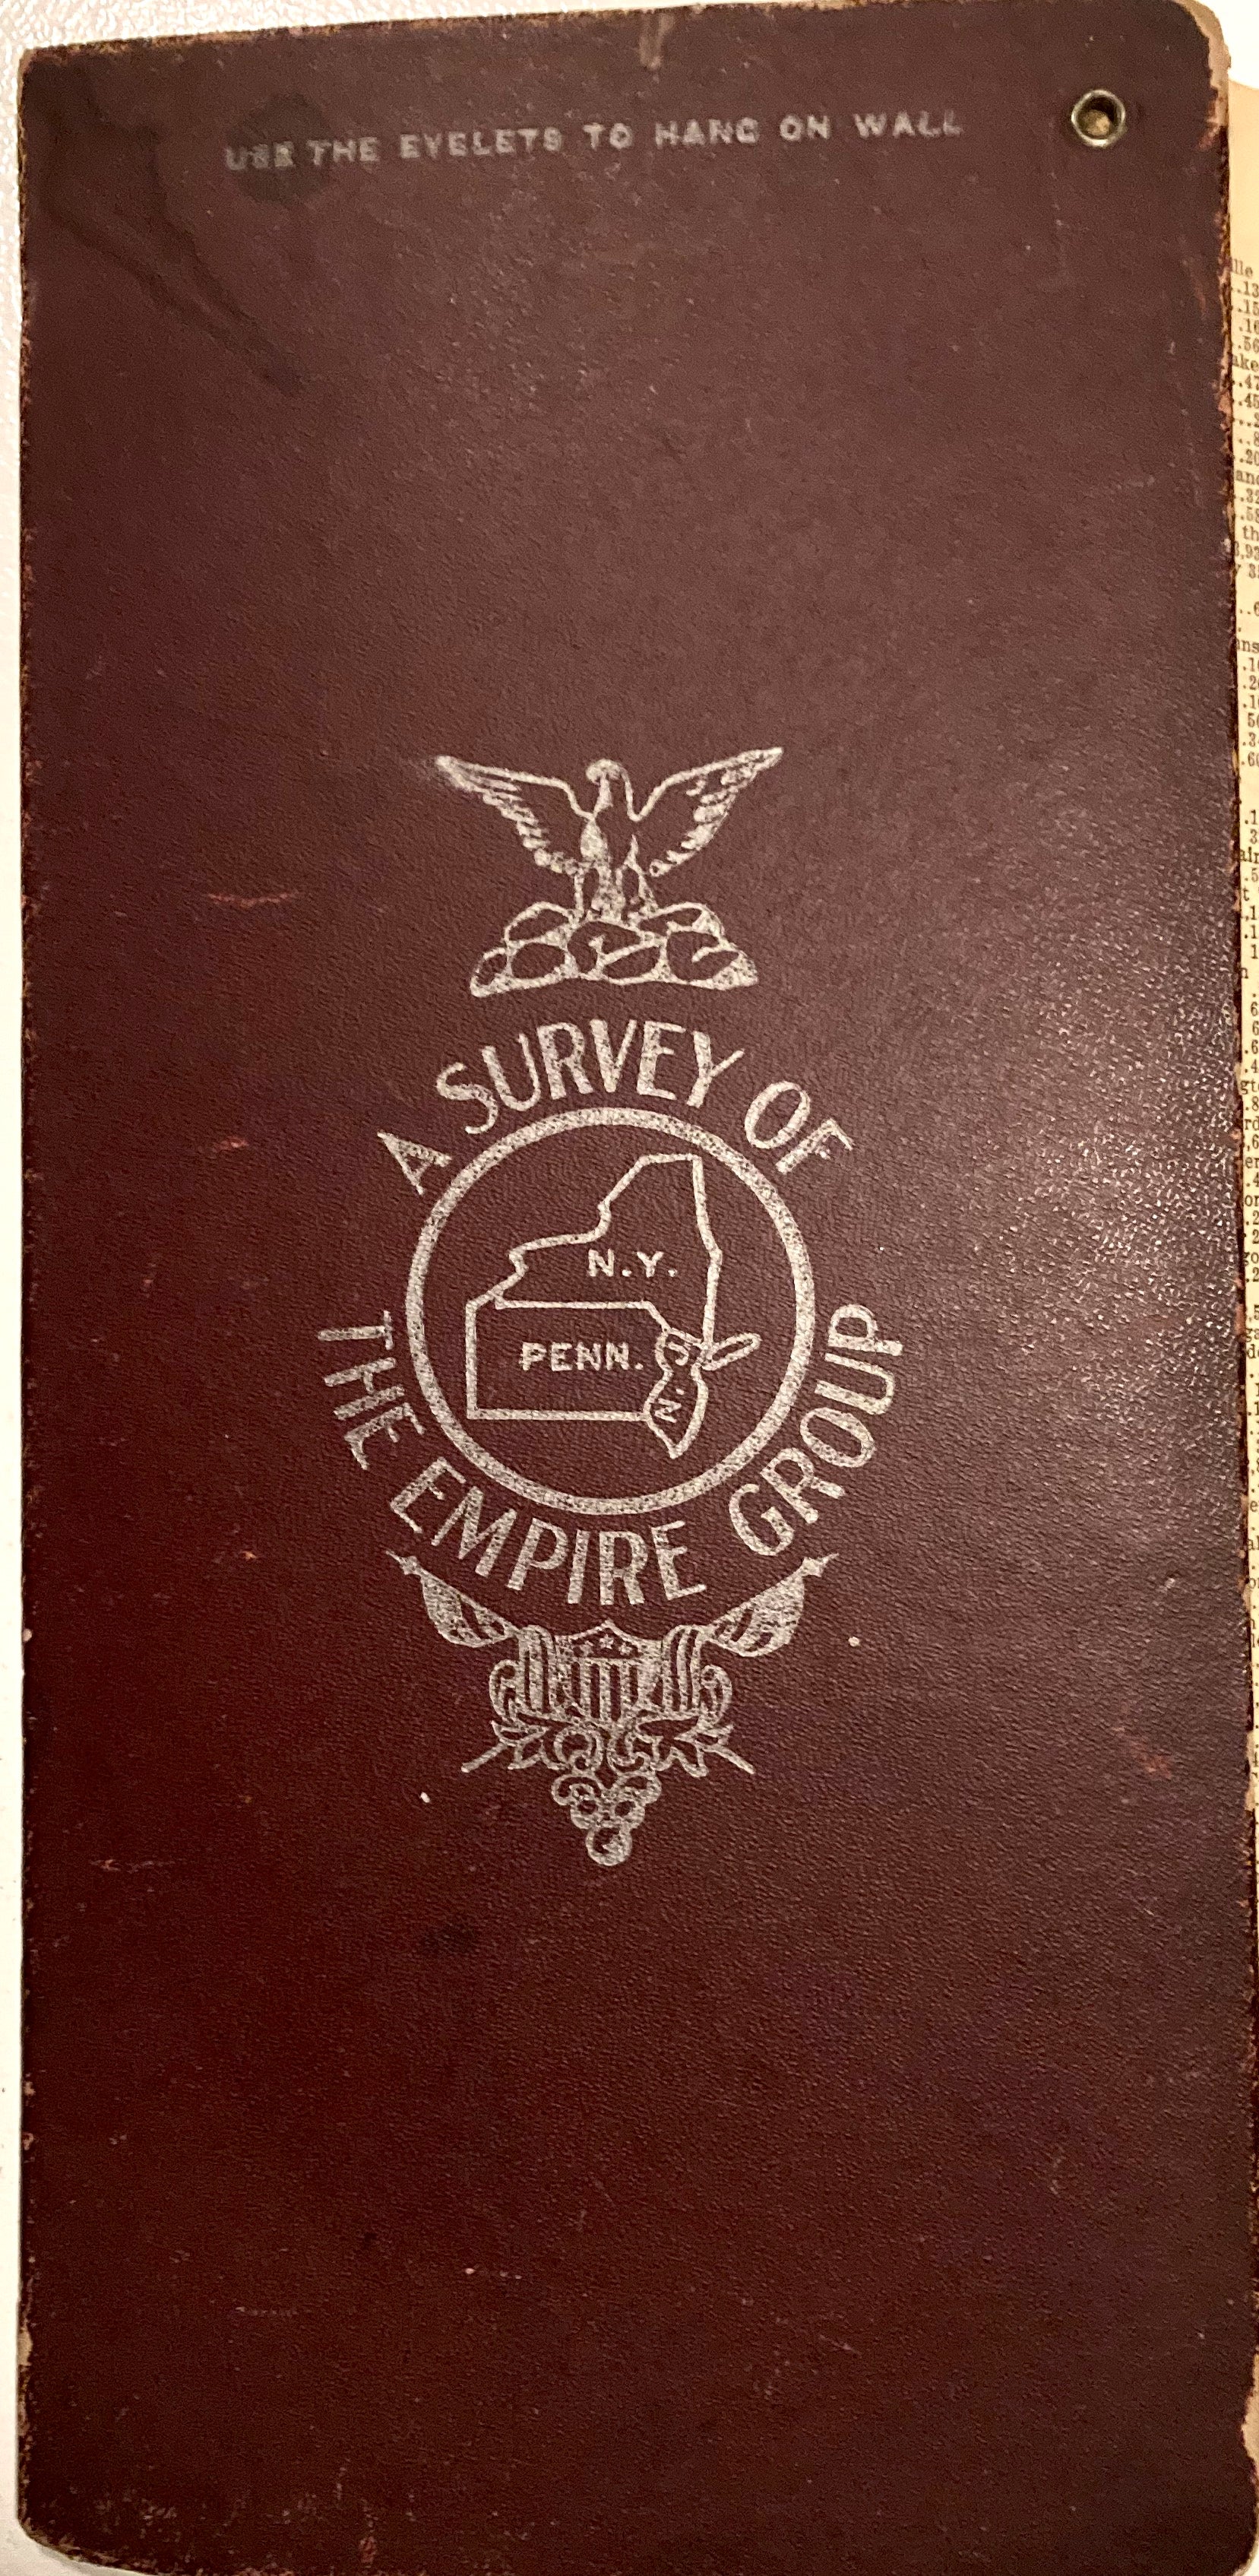 USE THE EYELETS TO HANG ON WALL
A SURVEY OF
N.Y.
PENN.
N.J.
THE EMPIRE GROUP